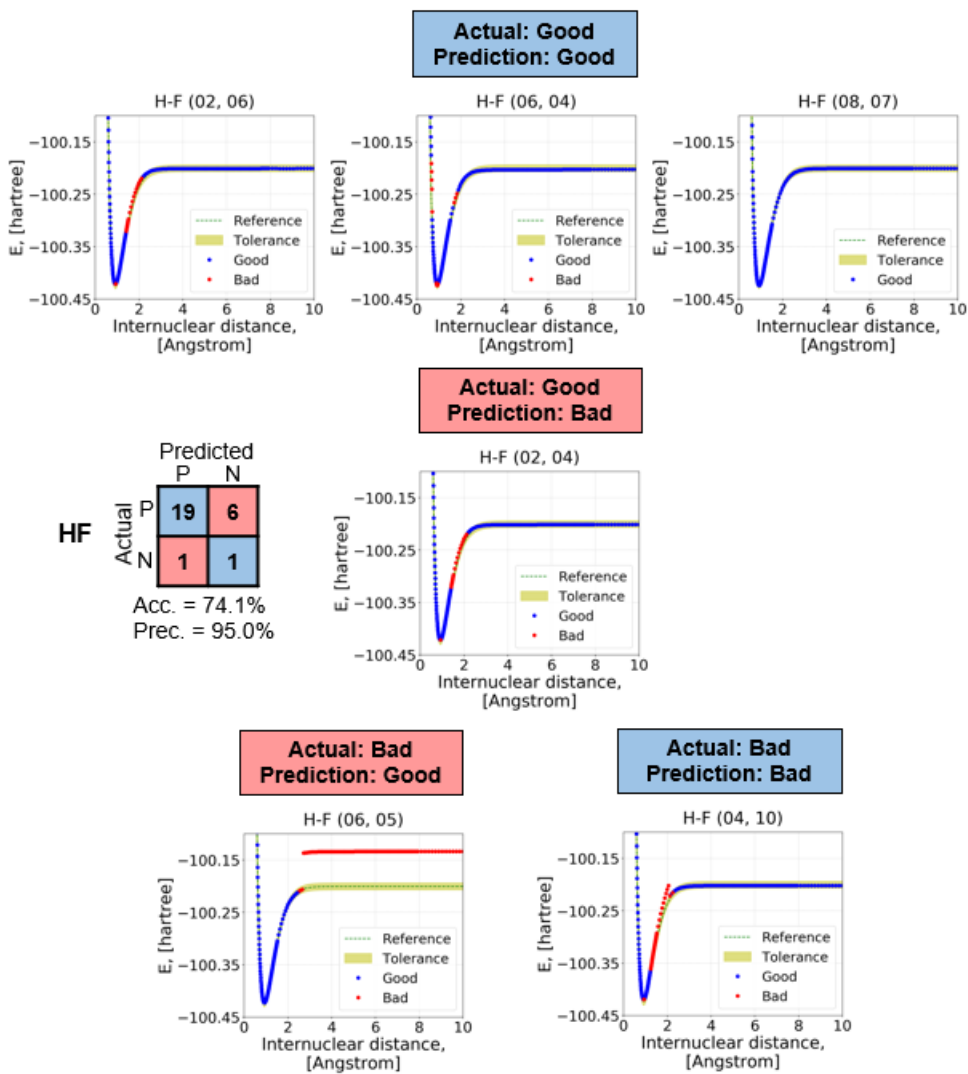 Actual: Good
Prediction: Good
H-F (02, 06)
−100.15
−100.25
−100.35
−100.45
E, [hartree]
Reference
Tolerance
Good
Bad
0 2 4 6 8 10
Internuclear distance,
[Angstrom]
H-F (06, 04)
−100.15
−100.25
−100.35
−100.45
E, [hartree]
Reference
Tolerance
Good
Bad
0 2 4 6 8 10
Internuclear distance,
[Angstrom]
H-F (08, 07)
−100.15
−100.25
−100.35
−100.45
E, [hartree]
Reference
Tolerance
Good
0 2 4 6 8 10
Internuclear distance,
[Angstrom]
HF
Predicted
P N
Actual
P 19 6
N 1 1
Acc. = 74.1%
Prec. = 95.0%
Actual: Good
Prediction: Bad
H-F (02, 04)
−100.15
−100.25
−100.35
−100.45
E, [hartree]
Reference
Tolerance
Good
Bad
0 2 4 6 8 10
Internuclear distance,
[Angstrom]
Actual: Bad
Prediction: Good
H-F (06, 05)
−100.15
−100.25
−100.35
−100.45
E, [hartree]
Reference
Tolerance
Good
Bad
0 2 4 6 8 10
Internuclear distance,
[Angstrom]
Actual: Bad
Prediction: Bad
H-F (04, 10)
−100.15
−100.25
−100.35
−100.45
E, [hartree]
Reference
Tolerance
Good
Bad
0 2 4 6 8 10
Internuclear distance,
[Angstrom]